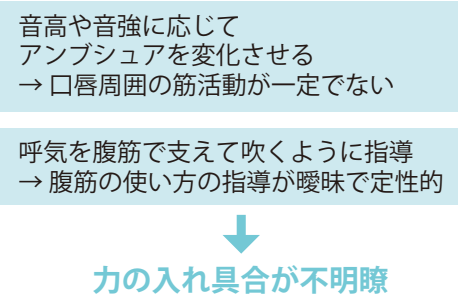 音高や音強に応じて
アンブシュアを変化させる
→ 口唇周囲の筋活動が一定でない
呼気を腹筋で支えて吹くように指導
→ 腹筋の使い方の指導が曖昧で定性的
力の入れ具合が不明瞭